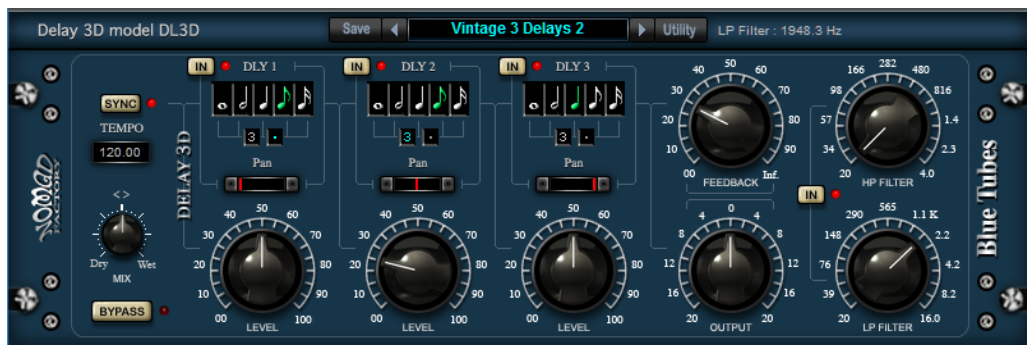 Delay 3D model DL3D
Save
Vintage 3 Delays 2
Utility
LP Filter : 1948.3 Hz
NOMAD
FACTORY
SYNC
TEMPO
120.00
<>
Dry
Wet
MIX
BYPASS
DELAY 3D
IN
DLY 1
3
.
Pan
00 10 20 30 40 50 60 70 80 90 100
LEVEL
IN
DLY 2
3
.
Pan
00 10 20 30 40 50 60 70 80 90 100
LEVEL
IN
DLY 3
3
.
Pan
00 10 20 30 40 50 60 70 80 90 100
LEVEL
00 10 20 30 40 50 60 70 80 90 Inf.
FEEDBACK
20 16 12 8 4 0 4 8 12 16 20
OUTPUT
IN
20 34 57 98 166 282 480 816 1.4 2.3 4.0
HP FILTER
20 39 76 148 290 565 1.1 K 2.2 4.2 8.2 16.0
LP FILTER
Blue Tubes